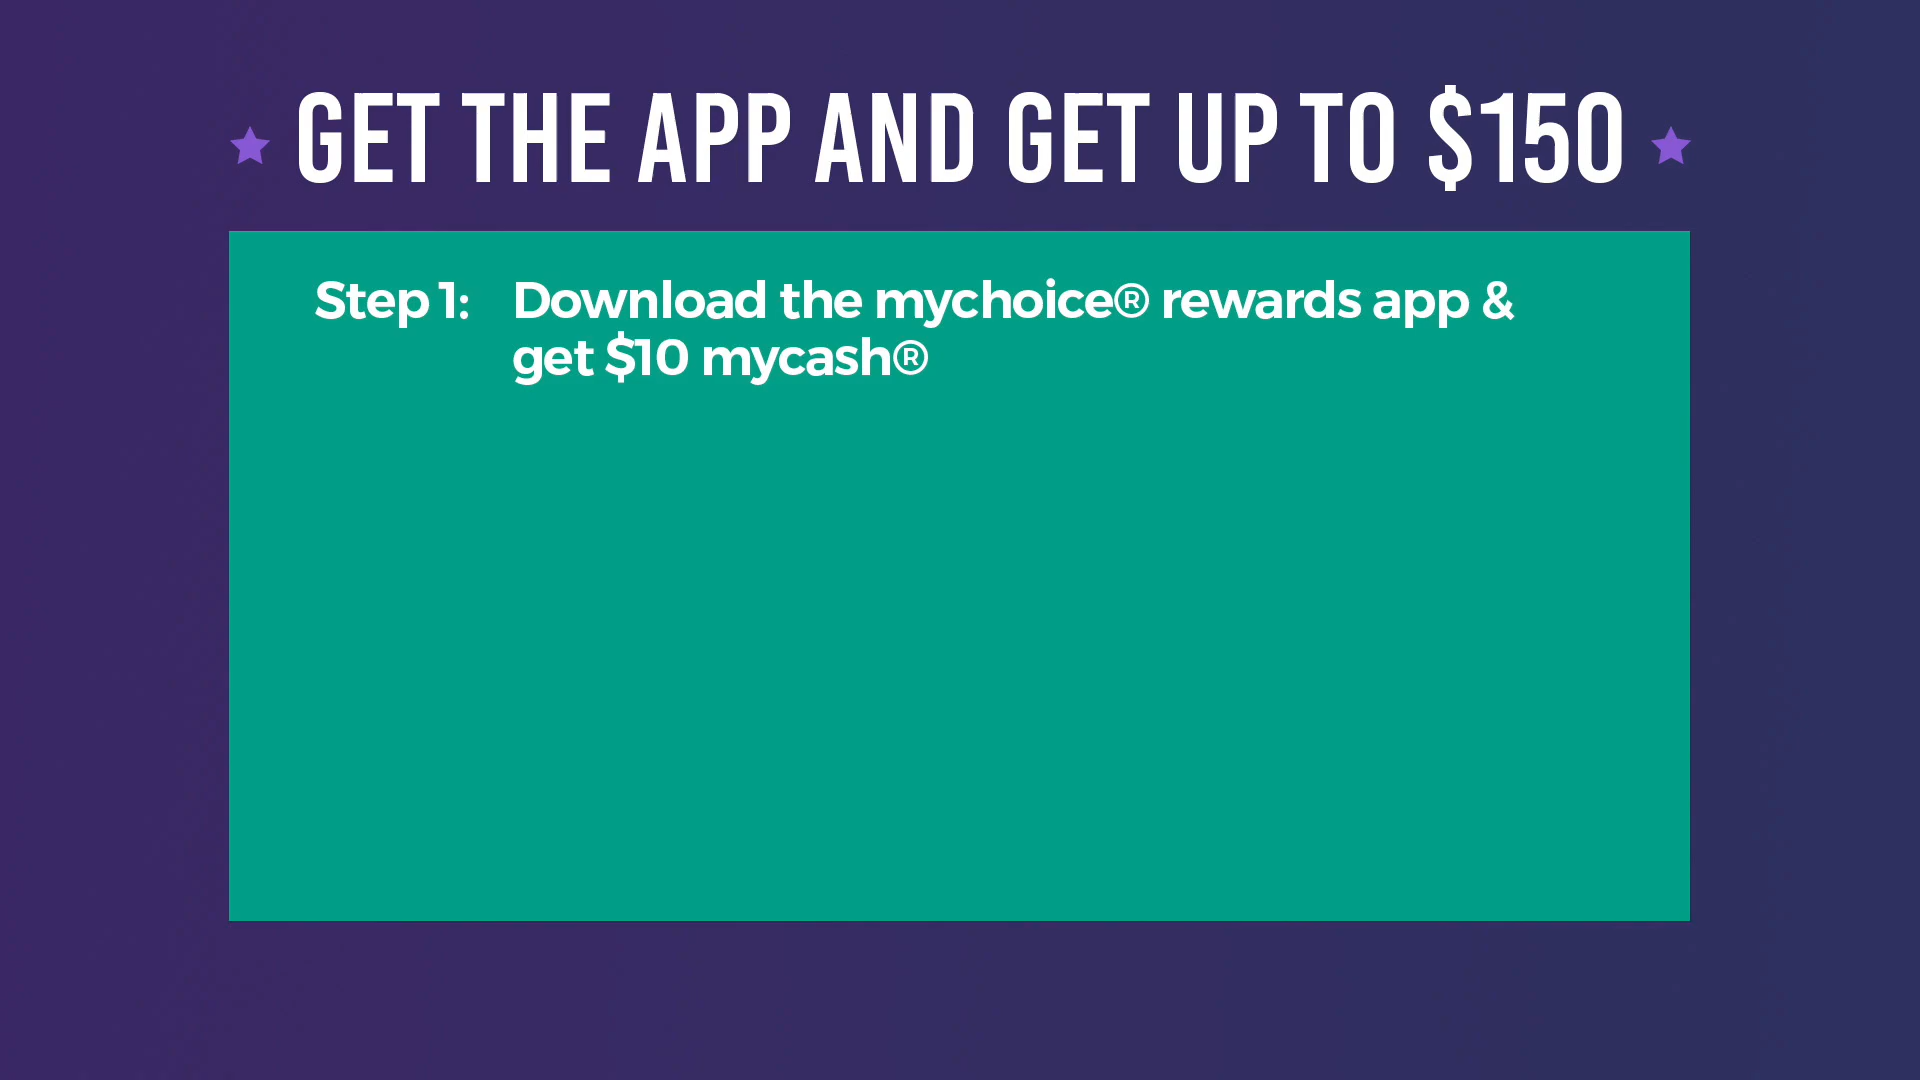 GET THE APP AND GET UP TO $150
Step 1: Download the mychoice® rewards app &
get $10 mycash®